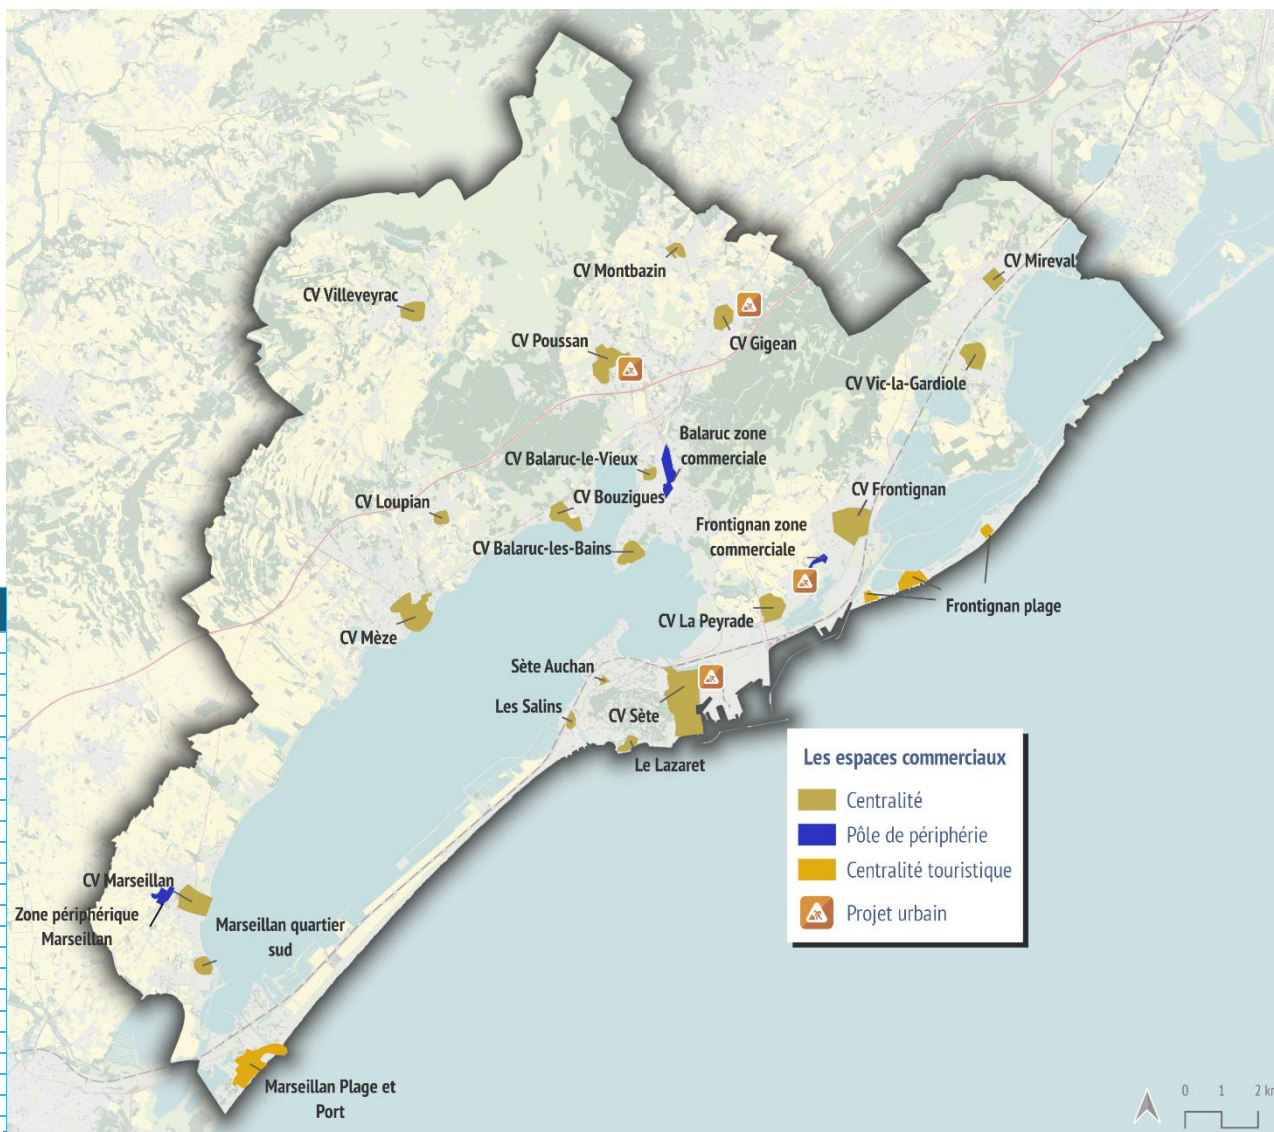 CV Montbazin
CV Mireval
CV Villeveyrac
CV Poussan
CV Gigean
CV Vic-la-Gardiole
Balaruc zone
commerciale
CV Balaruc-le-Vieux
CV Bouzigues
CV Loupian
CV Frontignan
Frontignan zone
commerciale
CV Balaruc-les-Bains
Frontignan plage
CV La Peyrade
CV Mèze
Sète Auchan
Les Salins
CV Sète
Le Lazaret
Les espaces commerciaux
Centralité
Pôle de périphérie
Centralité touristique
Projet urbain
CV Marseillan
Zone périphérique
Marseillan
Marseillan quartier
sud
Marseillan Plage et
Port
0 1 2 km